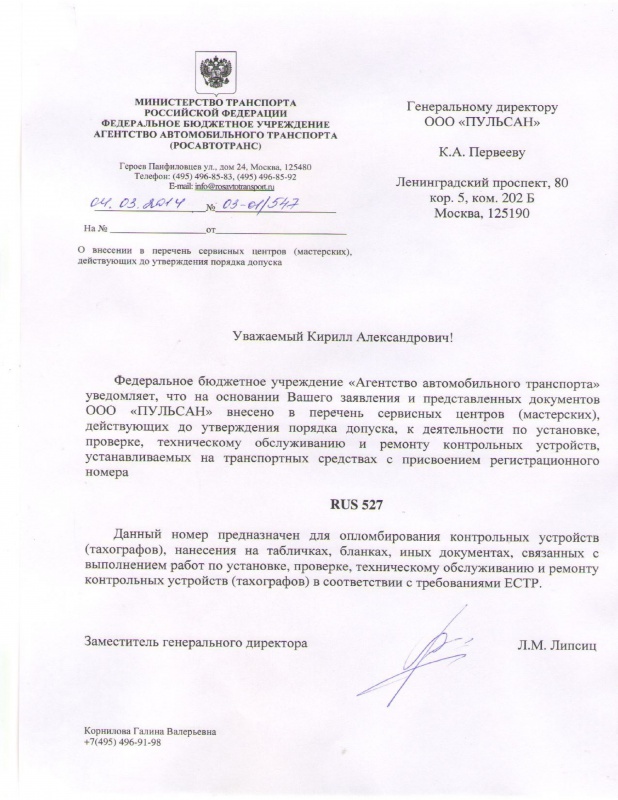 МИНИСТЕРСТВО ТРАНСПОРТА
РОССИЙСКОЙ ФЕДЕРАЦИИ
ФЕДЕРАЛЬНОЕ БЮДЖЕТНОЕ УЧРЕЖДЕНИЕ
АГЕНТСТВО АВТОМОБИЛЬНОГО ТРАНСПОРТА
(РОСАВТОТРАНС)
Героев Панфиловцев ул., дом 24, Москва, 125480
Телефон: (495) 496-85-83, (495) 496-85-92
E-mail: info@rosavtotransport.ru
04.03.2014 № 03-01/547
На № от
О внесении в перечень сервисных центров (мастерских),
действующих до утверждения порядка допуска
Генеральному директору
ООО «ПУЛЬСАН»
К.А. Первееву
Ленинградский проспект, 80
кор. 5, ком. 202 Б
Москва, 125190
Уважаемый Кирилл Александрович!
Федеральное бюджетное учреждение «Агентство автомобильного транспорта»
уведомляет, что на основании Вашего заявления и представленных документов
ООО «ПУЛЬСАН» внесено в перечень сервисных центров (мастерских),
действующих до утверждения порядка допуска, к деятельности по установке,
проверке, техническому обслуживанию и ремонту контрольных устройств,
устанавливаемых на транспортных средствах с присвоением регистрационного
номера
RUS 527
Данный номер предназначен для опломбирования контрольных устройств
(тахографов), нанесения на табличках, бланках, иных документах, связанных с
выполнением работ по установке, проверке, техническому обслуживанию и ремонту
контрольных устройств (тахографов) в соответствии с требованиями ЕСТР.
Заместитель генерального директора
Л.М. Липсиц
Корнилова Галина Валерьевна
+7(495) 496-91-98